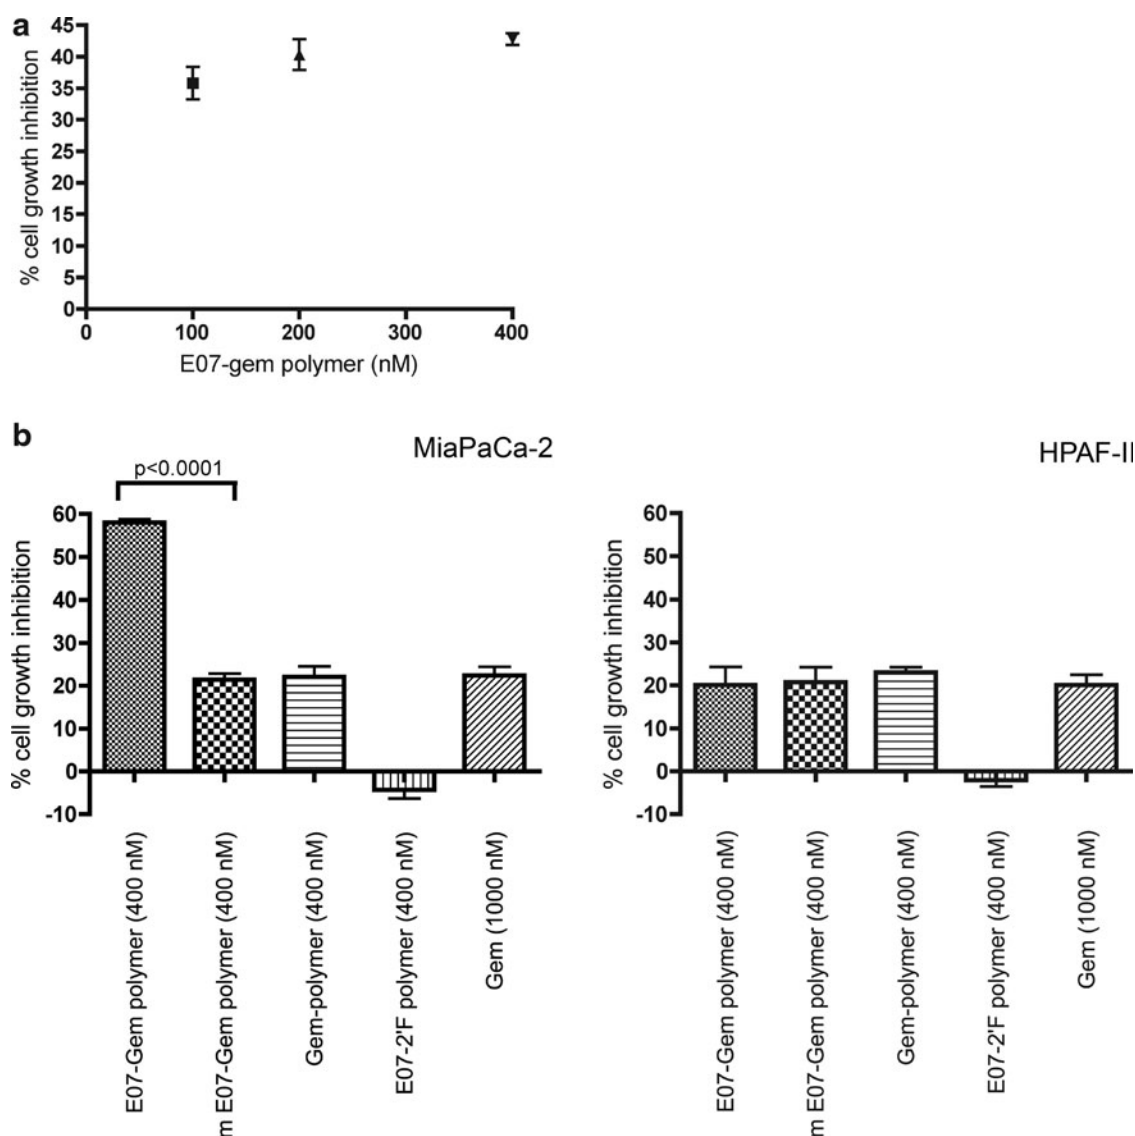 a
45
40
35
30
25
20
15
10
5
0
% cell growth inhibition
0 100 200 300 400
E07-gem polymer (nM)
b
MiaPaCa-2
p<0.0001
60
50
40
30
20
10
0
-10
% cell growth inhibition
E07-Gem polymer (400 nM)
m E07-Gem polymer (400 nM)
Gem-polymer (400 nM)
E07-2'F polymer (400 nM)
Gem (1000 nM)
HPAF-II
60
50
40
30
20
10
0
-10
% cell growth inhibition
E07-Gem polymer (400 nM)
m E07-Gem polymer (400 nM)
Gem-polymer (400 nM)
E07-2'F polymer (400 nM)
Gem (1000 nM)